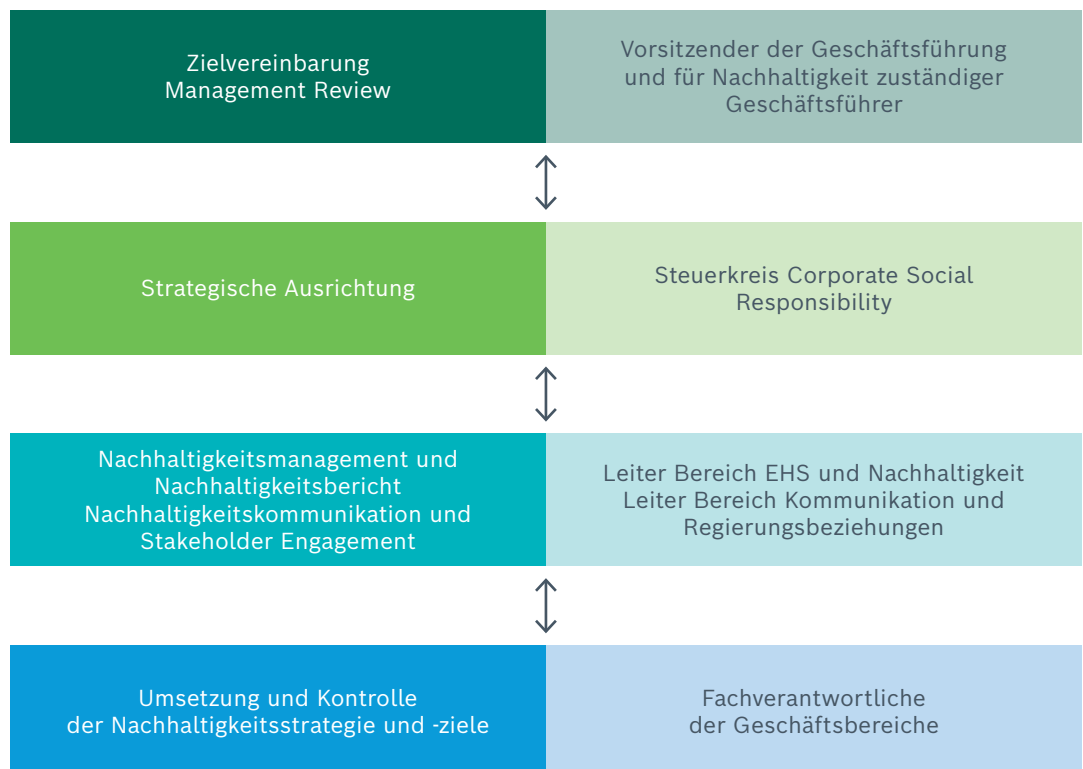 Zielvereinbarung
Management Review
Vorsitzender der Geschäftsführung
und für Nachhaltigkeit zuständiger
Geschäftsführer
Strategische Ausrichtung
Steuerkreis Corporate Social
Responsibility
Nachhaltigkeitsmanagement und
Nachhaltigkeitsbericht
Nachhaltigkeitskommunikation und
Stakeholder Engagement
Leiter Bereich EHS und Nachhaltigkeit
Leiter Bereich Kommunikation und
Regierungsbeziehungen
Umsetzung und Kontrolle
der Nachhaltigkeitsstrategie und -ziele
Fachverantwortliche
der Geschäftsbereiche